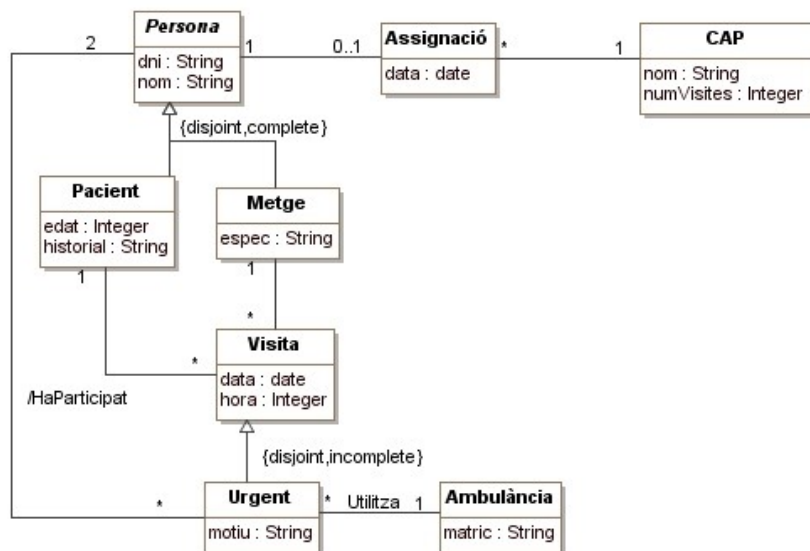 Persona
dni : String
nom : String
2
1
0..1
Assignació
data : date
*
1
CAP
nom : String
numVisites : Integer
{disjoint,complete}
Pacient
edat : Integer
historial : String
Metge
espec : String
1
1
*
*
Visita
data : date
hora : Integer
/HaParticipat
{disjoint,incomplete}
*
Urgent
motiu : String
* Utilitza 1
Ambulància
matric : String